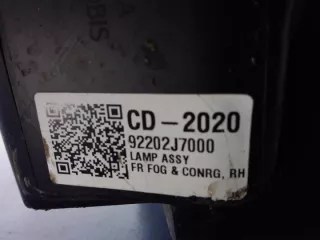 CD-2020
92202J7000
LAMP ASSY
FR FOG & CONRG, RH